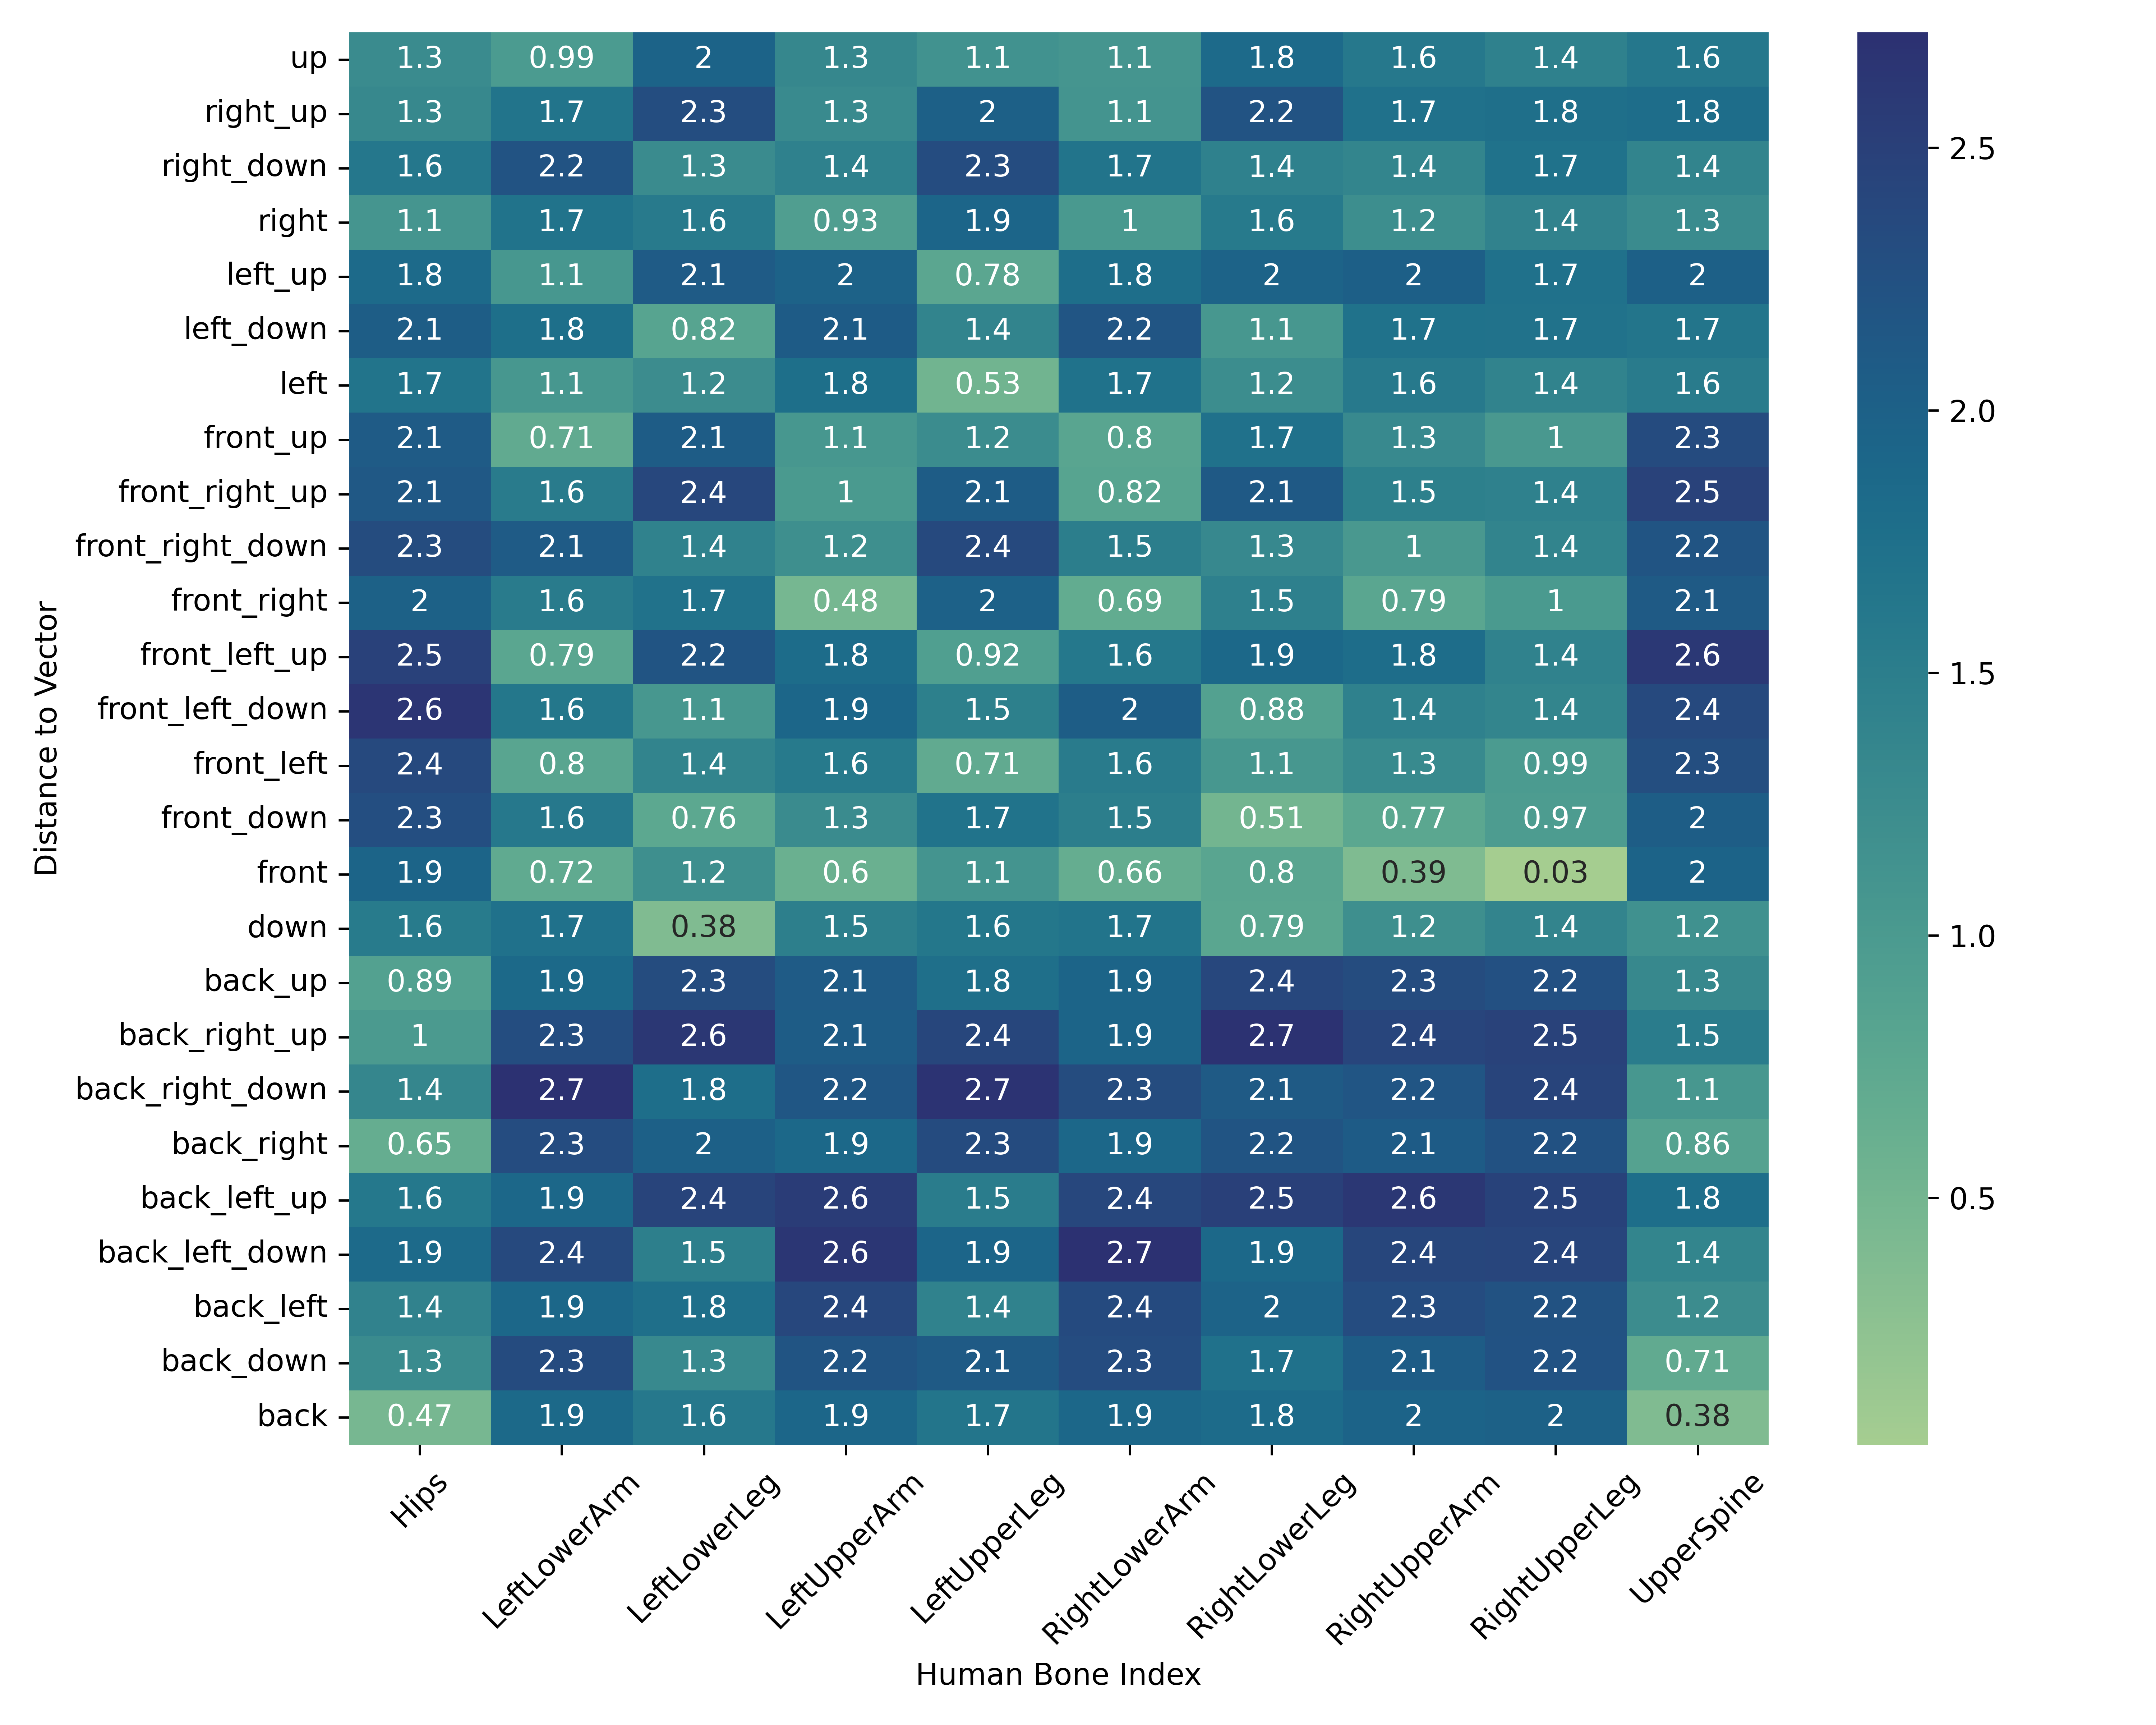 up 1.3 0.99 2 1.3 1.1 1.1 1.8 1.6 1.4 1.6
right_up 1.3 1.7 2.3 1.3 2 1.1 2.2 1.7 1.8 1.8
right_down 1.6 2.2 1.3 1.4 2.3 1.7 1.4 1.4 1.7 1.4
right 1.1 1.7 1.6 0.93 1.9 1 1.6 1.2 1.4 1.3
left_up 1.8 1.1 2.1 2 0.78 1.8 2 2 1.7 2
left_down 2.1 1.8 0.82 2.1 1.4 2.2 1.1 1.7 1.7 1.7
left 1.7 1.1 1.2 1.8 0.53 1.7 1.2 1.6 1.4 1.6
front_up 2.1 0.71 2.1 1.1 1.2 0.8 1.7 1.3 1 2.3
front_right_up 2.1 1.6 2.4 1 2.1 0.82 2.1 1.5 1.4 2.5
front_right_down 2.3 2.1 1.4 1.2 2.4 1.5 1.3 1 1.4 2.2
front_right 2 1.6 1.7 0.48 2 0.69 1.5 0.79 1 2.1
front_left_up 2.5 0.79 2.2 1.8 0.92 1.6 1.9 1.8 1.4 2.6
front_left_down 2.6 1.6 1.1 1.9 1.5 2 0.88 1.4 1.4 2.4
front_left 2.4 0.8 1.4 1.6 0.71 1.6 1.1 1.3 0.99 2.3
front_down 2.3 1.6 0.76 1.3 1.7 1.5 0.51 0.77 0.97 2
front 1.9 0.72 1.2 0.6 1.1 0.66 0.8 0.39 0.03 2
down 1.6 1.7 0.38 1.5 1.6 1.7 0.79 1.2 1.4 1.2
back_up 0.89 1.9 2.3 2.1 1.8 1.9 2.4 2.3 2.2 1.3
back_right_up 1 2.3 2.6 2.1 2.4 1.9 2.7 2.4 2.5 1.5
back_right_down 1.4 2.7 1.8 2.2 2.7 2.3 2.1 2.2 2.4 1.1
back_right 0.65 2.3 2 1.9 2.3 1.9 2.2 2.1 2.2 0.86
back_left_up 1.6 1.9 2.4 2.6 1.5 2.4 2.5 2.6 2.5 1.8
back_left_down 1.9 2.4 1.5 2.6 1.9 2.7 1.9 2.4 2.4 1.4
back_left 1.4 1.9 1.8 2.4 1.4 2.4 2 2.3 2.2 1.2
back_down 1.3 2.3 1.3 2.2 2.1 2.3 1.7 2.1 2.2 0.71
back 0.47 1.9 1.6 1.9 1.7 1.9 1.8 2 2 0.38
Hips LeftLowerArm LeftLowerLeg LeftUpperArm LeftUpperLeg RightLowerArm RightLowerLeg RightUpperArm RightUpperLeg UpperSpine
Human Bone Index
Distance to Vector
2.5
2.0
1.5
1.0
0.5